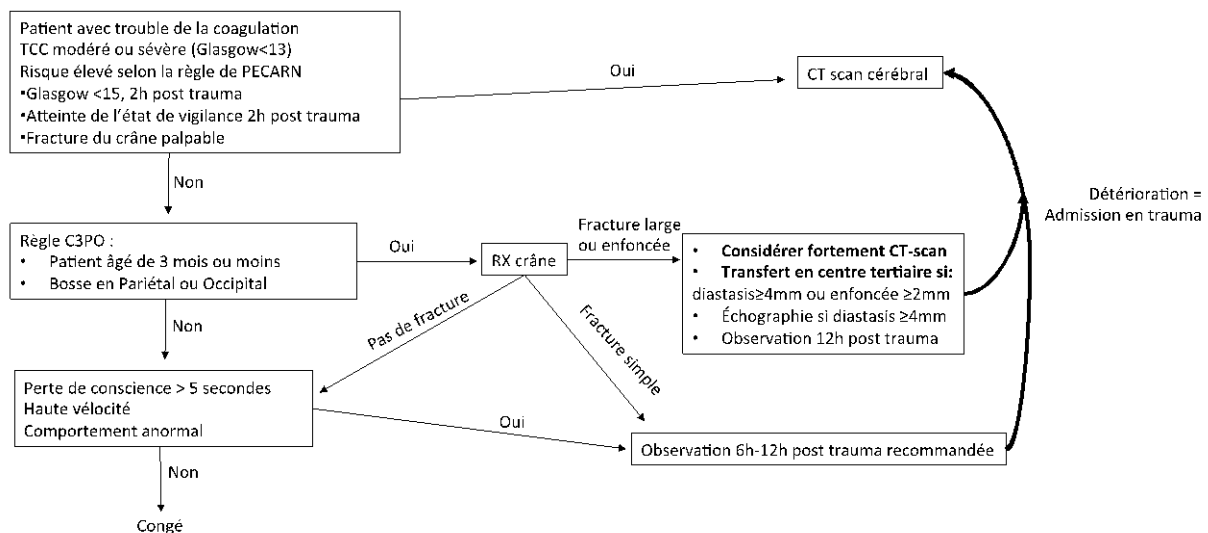 Patient avec trouble de la coagulation
TCC modéré ou sévère (Glasgow<13)
Risque élevé selon la règle de PECARN
•Glasgow <15, 2h post trauma
•Atteinte de l'état de vigilance 2h post trauma
•Fracture du crâne palpable
Oui
CT scan cérébral
Non
Détérioration =
Admission en trauma
Règle C3PO :
• Patient âgé de 3 mois ou moins
• Bosse en Pariétal ou Occipital
Oui
RX crâne
Fracture large
ou enfoncée
• Considérer fortement CT-scan
• Transfert en centre tertiaire si:
diastasis≥4mm ou enfoncée ≥2mm
• Échographie si diastasis ≥4mm
• Observation 12h post trauma
Non
Pas de fracture
Fracture simple
Perte de conscience > 5 secondes
Haute vélocité
Comportement anormal
Oui
Observation 6h-12h post trauma recommandée
Non
Congé